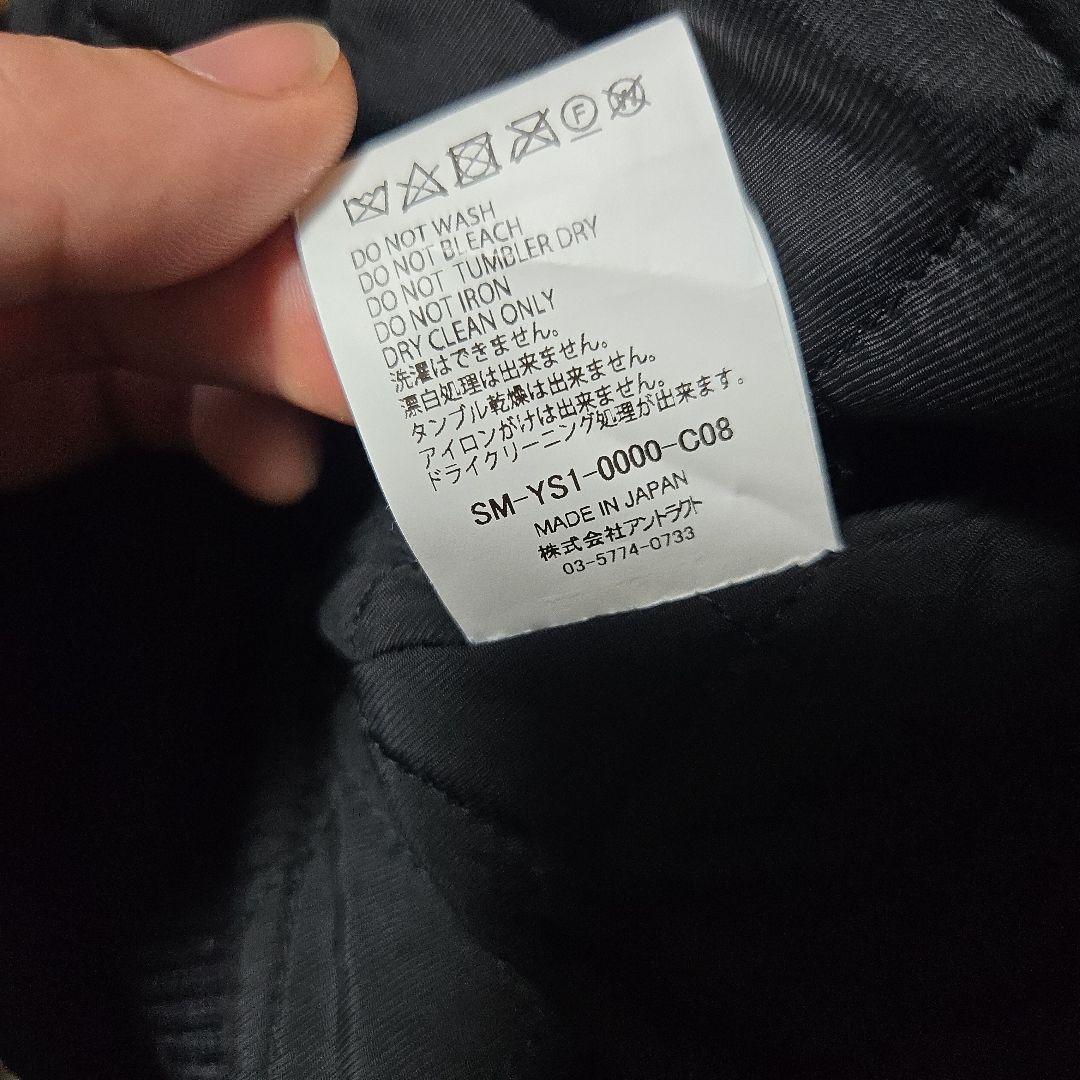 F W
DO NOT WASH
DO NOT BLEACH
DO NOT TUMBLER DRY
DO NOT IRON
DRY CLEAN ONLY
洗濯はできません。
漂白処理は出来ません。
タンブル乾燥は出来ません。
アイロンがけは出来ません。
ドライクリーニング処理が出来ます。
SM-YS1-0000-C08
MADE IN JAPAN
株式会社アントラクト
03-5774-0733